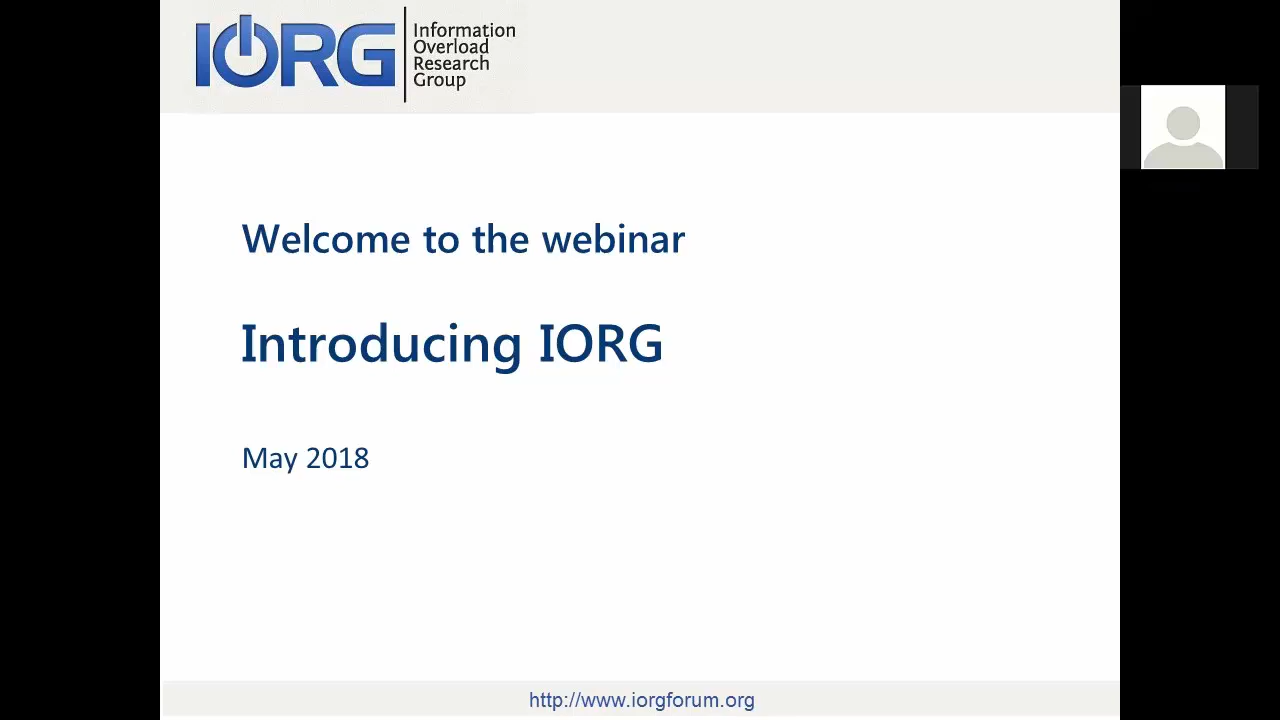 IORG
Information
Overload
Research
Group
Welcome to the webinar
Introducing IORG
May 2018
http://www.iorgforum.org